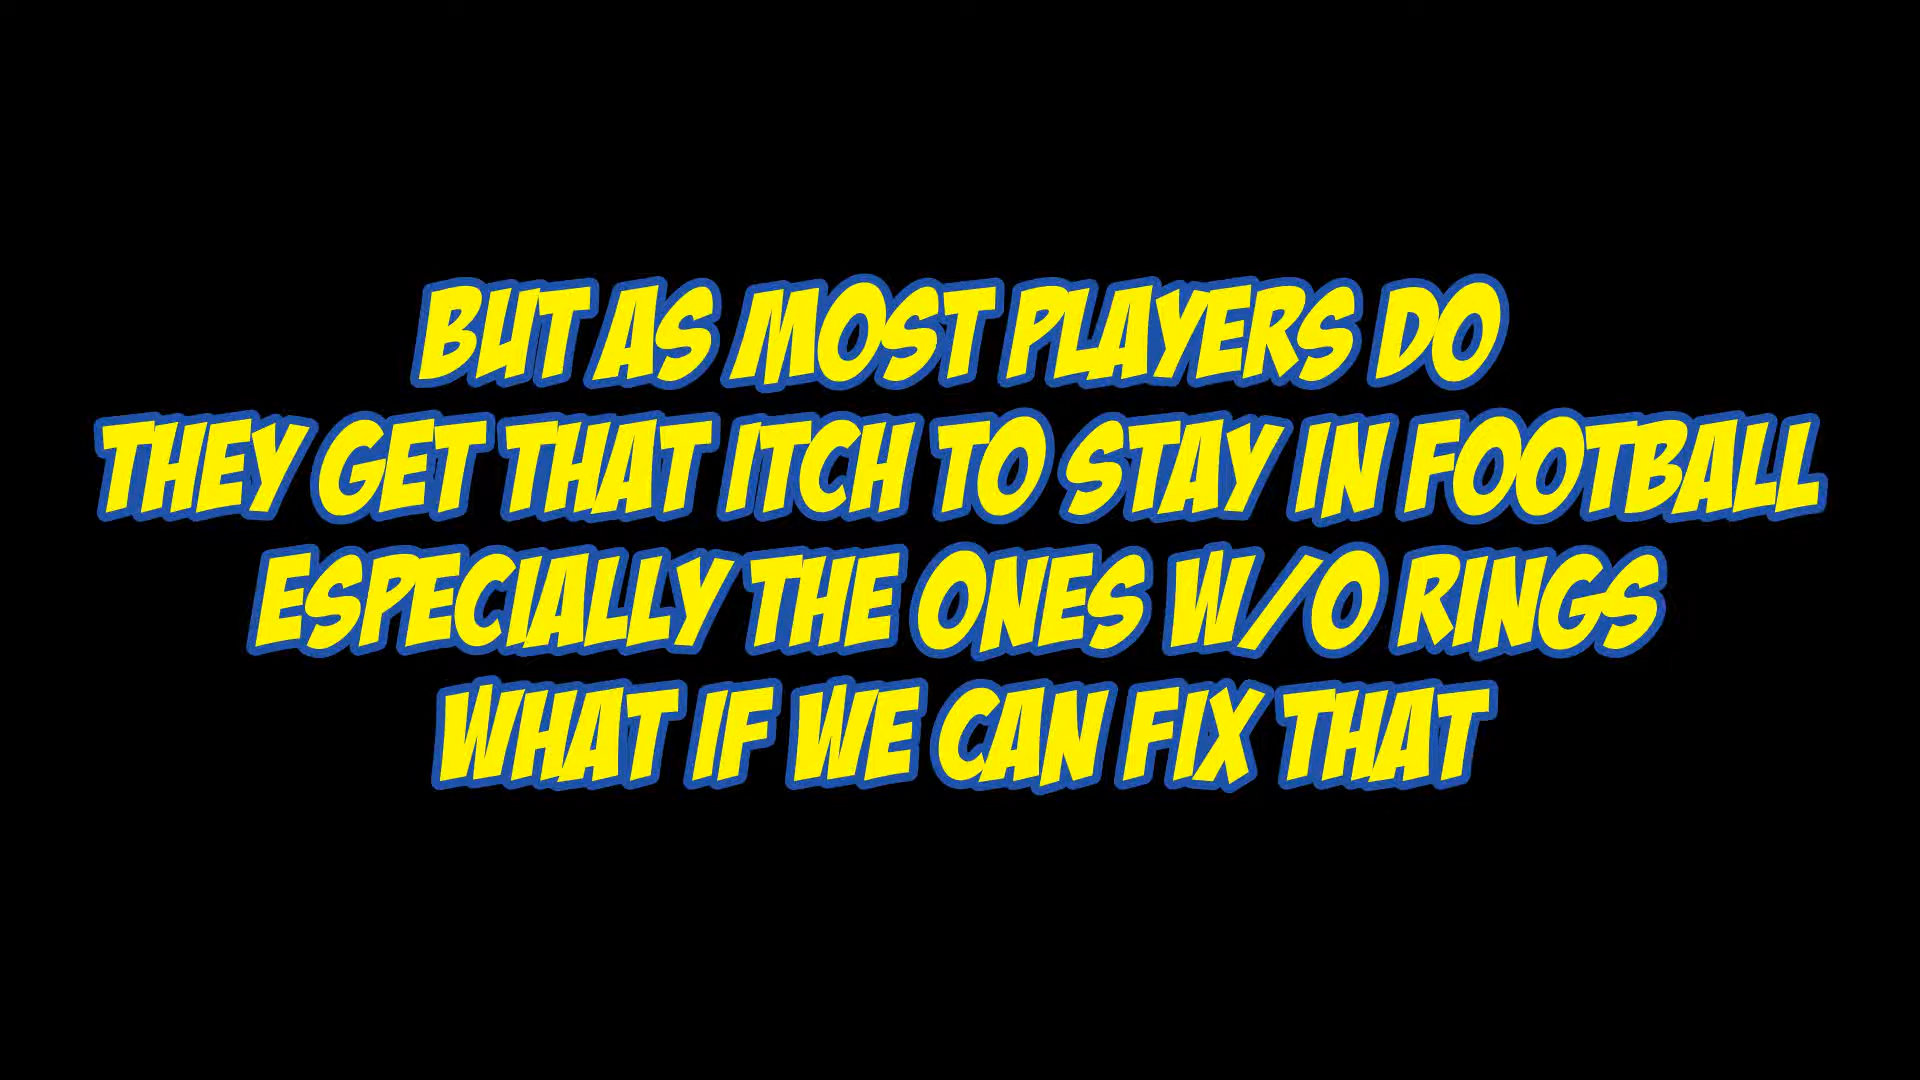 BUT AS MOST PLAYERS DO
THEY GET THAT ITCH TO STAY IN FOOTBALL
ESPECIALLY THE ONES W/O RINGS
WHAT IF WE CAN FIX THAT